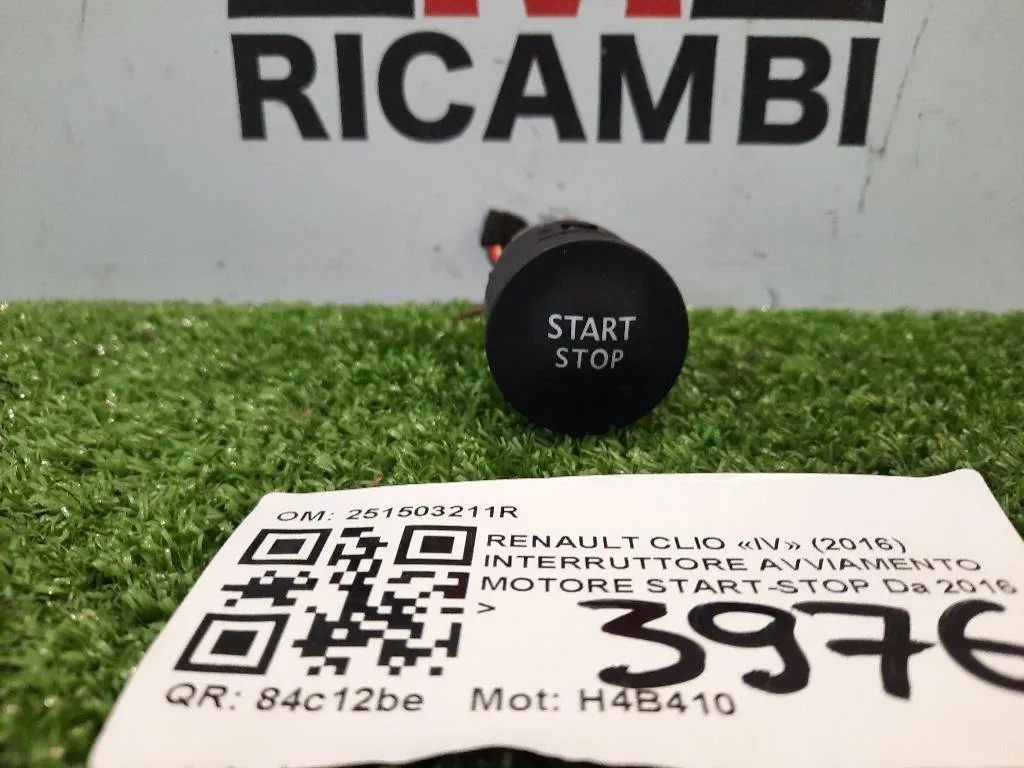 RICAMBI
START
STOP
OM: 251503211R
RENAULT CLIO «IV» (2016)
INTERRUTTORE AVVIAMENTO
MOTORE START-STOP Da 2016
>
397
QR: 84c12be Mot: H4B410